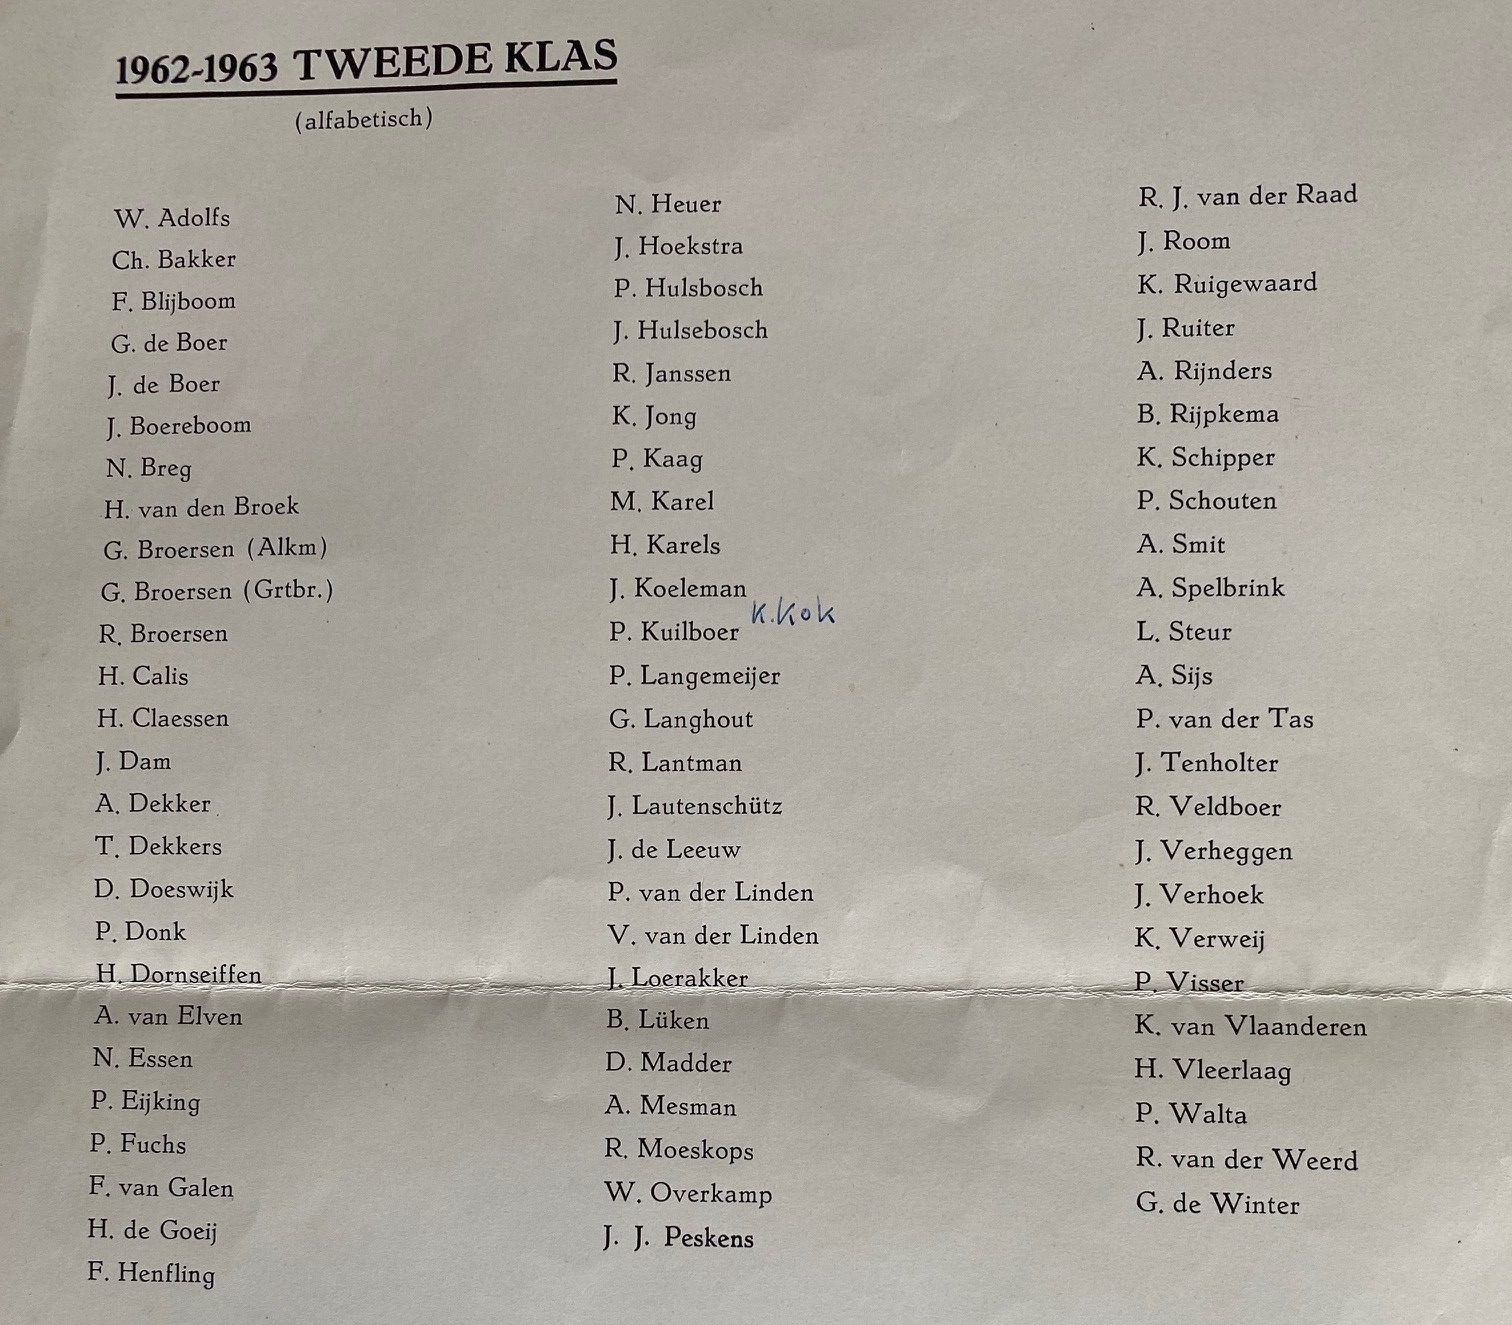 1962-1963 TWEEDE KLAS
(alfabetisch)
W. Adolfs
Ch. Bakker
F. Blijboom
G. de Boer
J. de Boer
J. Boereboom
N. Breg
H. van den Broek
G. Broersen (Alkm)
G. Broersen (Grtbr.)
R. Broersen
H. Calis
H. Claessen
J. Dam
A. Dekker
T. Dekkers
D. Doeswijk
P. Donk
H. Dornseiffen
A. van Elven
N. Essen
P. Eijking
P. Fuchs
F. van Galen
H. de Goeij
F. Henfling
N. Heuer
J. Hoekstra
P. Hulsbosch
J. Hulsebosch
R. Janssen
K. Jong
P. Kaag
M. Karel
H. Karels
J. Koeleman
K. Kok
P. Kuilboer
P. Langemeijer
G. Langhout
R. Lantman
J. Lautenschütz
J. de Leeuw
P. van der Linden
V. van der Linden
J. Loerakker
B. Lüken
D. Madder
A. Mesman
R. Moeskops
W. Overkamp
J. J. Peskens
R. J. van der Raad
J. Room
K. Ruigewaard
J. Ruiter
A. Rijnders
B. Rijpkema
K. Schipper
P. Schouten
A. Smit
A. Spelbrink
L. Steur
A. Sijs
P. van der Tas
J. Tenholter
R. Veldboer
J. Verheggen
J. Verhoek
K. Verweij
P. Visser
K. van Vlaanderen
H. Vleerlaag
P. Walta
R. van der Weerd
G. de Winter